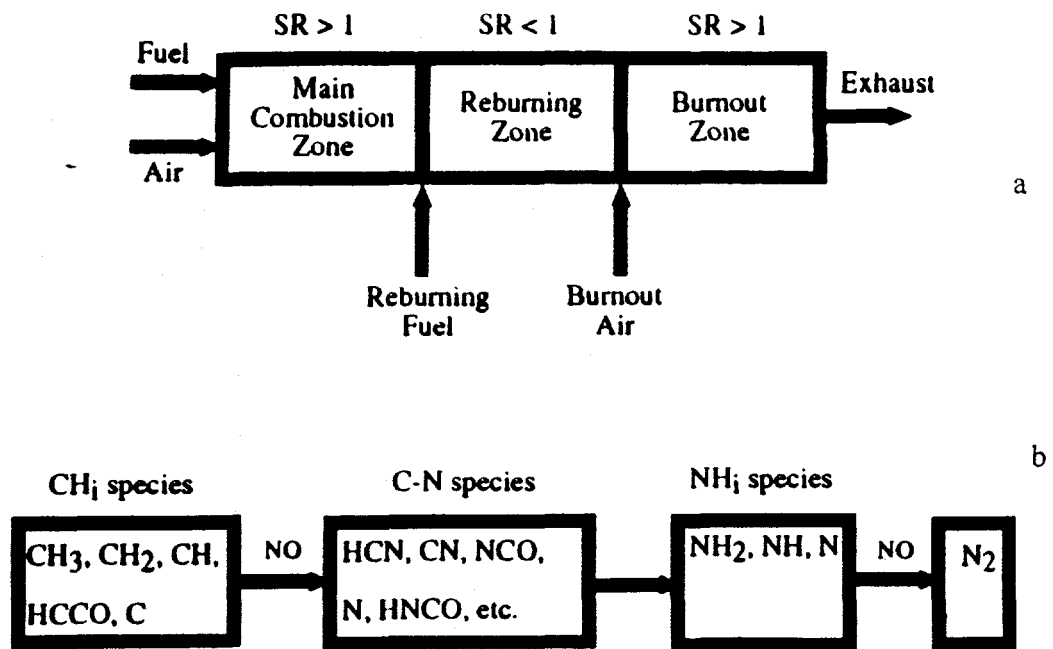 SR > 1
SR < 1
SR > 1
Fuel
Air
Main
Combustion
Zone
Reburning
Zone
Burnout
Zone
Exhaust
Reburning
Fuel
Burnout
Air
a
b
CHi species
C-N species
NHi species
CH3, CH2, CH,
HCCO, C
NO
HCN, CN, NCO,
N, HNCO, etc.
NH2, NH, N
NO
N2